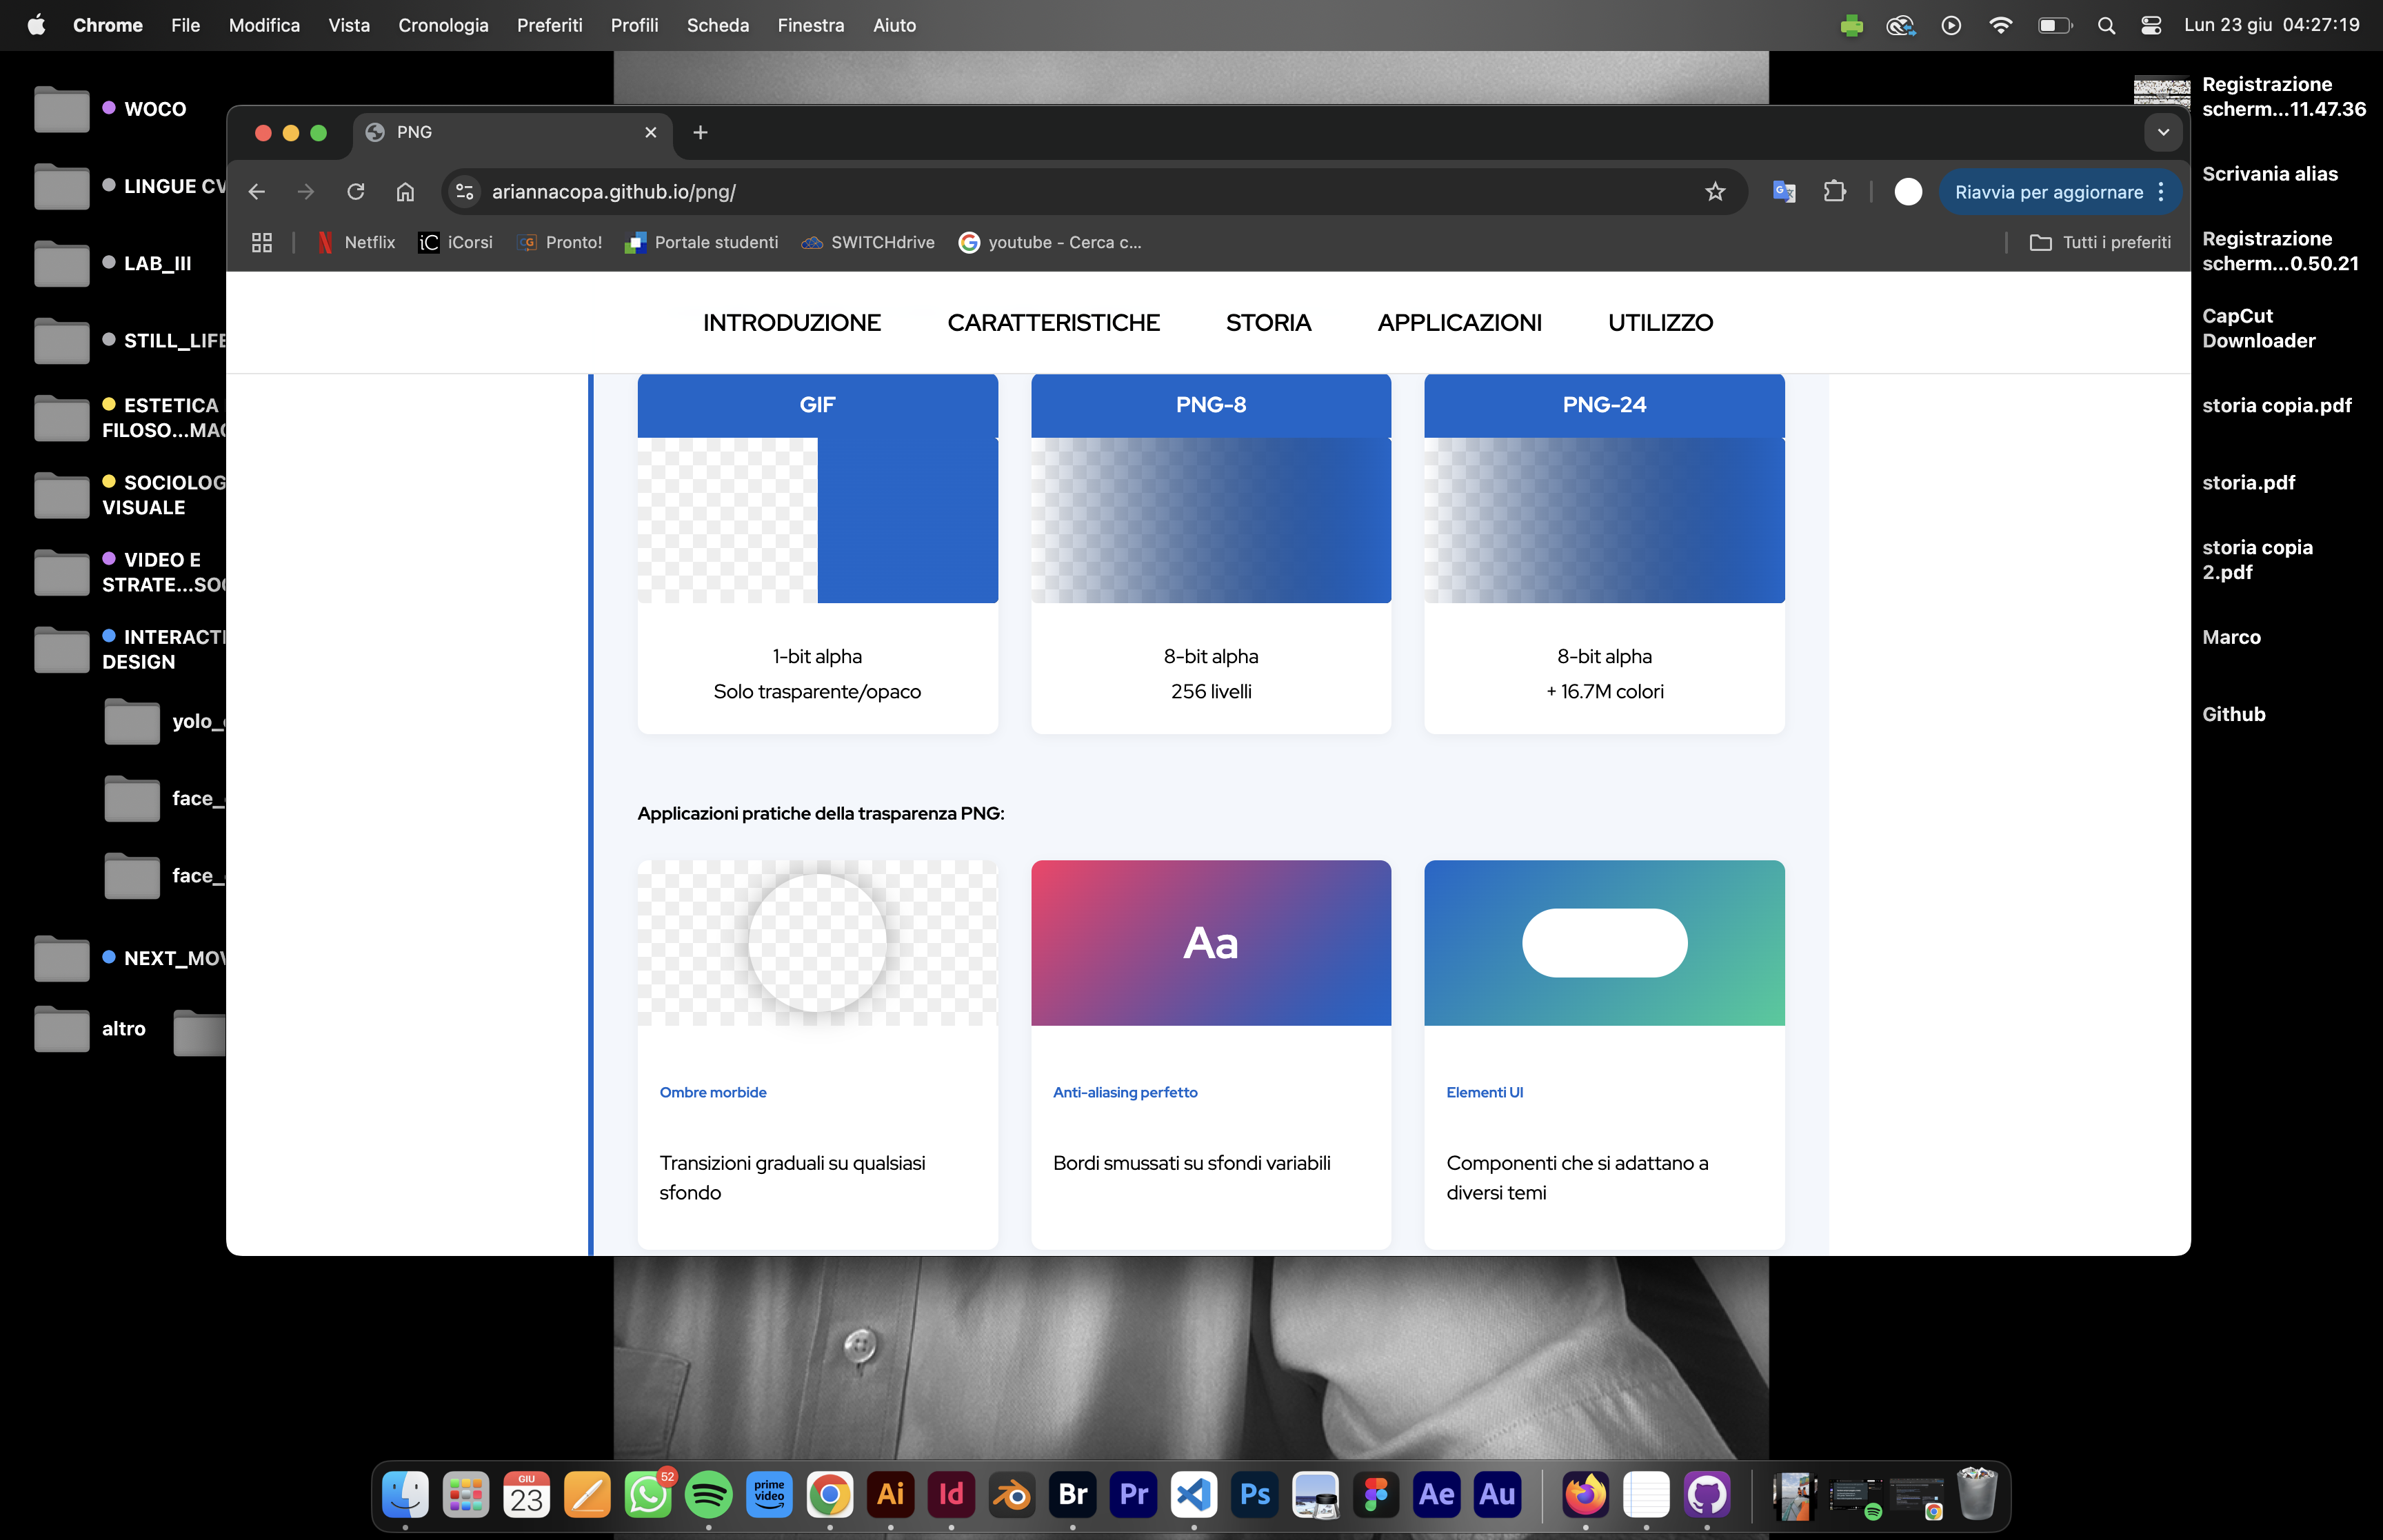 Chrome File Modifica Vista Cronologia Preferiti Profili Scheda Finestra Aiuto
Lun 23 giu 04:27:19
WOCO
LINGUE CV
LAB_III
STILL_LIFE
ESTETICA
FILOSO...MAC
SOCIOLOG
VISUALE
VIDEO E
STRATE...SOC
INTERACTI
DESIGN
yolo_
face_
face_
NEXT_MOV
altro
PNG
ariannacopa.github.io/png/
Riavvia per aggiornare
Netflix iCorsi Pronto! Portale studenti SWITCHdrive youtube - Cerca c...
Tutti i preferiti
INTRODUZIONE CARATTERISTICHE STORIA APPLICAZIONI UTILIZZO
GIF
1-bit alpha
Solo trasparente/opaco
PNG-8
8-bit alpha
256 livelli
PNG-24
8-bit alpha
+ 16.7M colori
Applicazioni pratiche della trasparenza PNG:
Ombre morbide
Transizioni graduali su qualsiasi
sfondo
Aa
Anti-aliasing perfetto
Bordi smussati su sfondi variabili
Elementi UI
Componenti che si adattano a
diversi temi
Registrazione
scherm...11.47.36
Scrivania alias
Registrazione
scherm...0.50.21
CapCut
Downloader
storia copia.pdf
storia.pdf
storia copia
2.pdf
Marco
Github
GIU
23
52
prime
video
Ai
Id
Br
Pr
Ps
Ae
Au